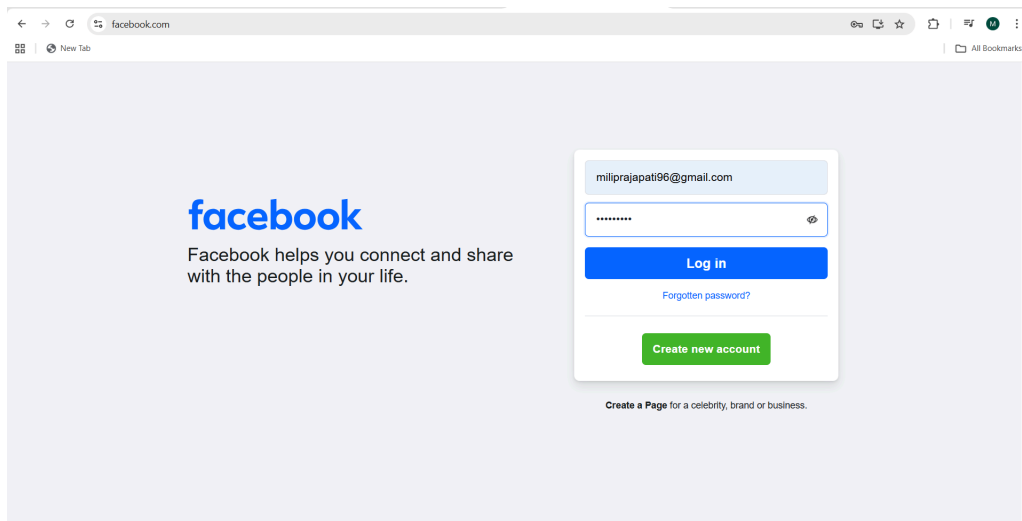 facebook.com
New Tab
All Bookmarks
M
miliprajapati96@gmail.com
•••••••••
facebook
Facebook helps you connect and share
with the people in your life.
Log in
Forgotten password?
Create new account
Create a Page for a celebrity, brand or business.